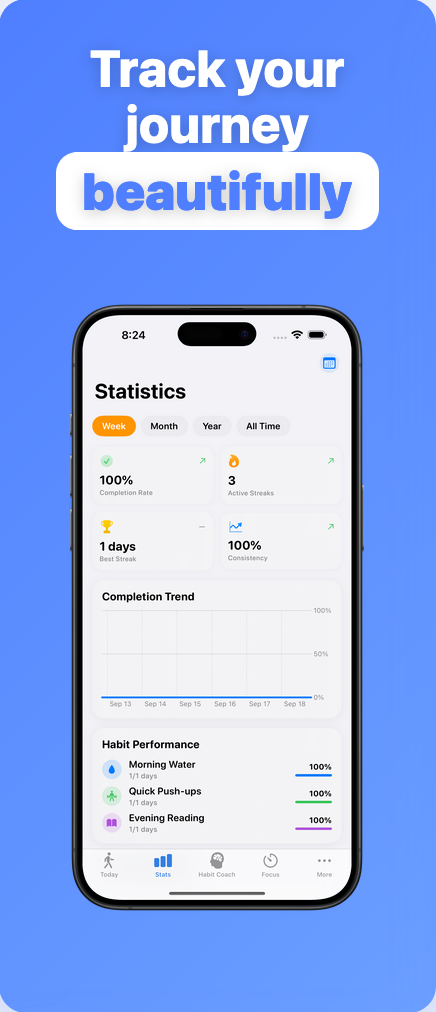 Track your
journey
beautifully
8:24
Statistics
Week Month Year All Time
100%
Completion Rate
3
Active Streaks
1 days
Best Streak
100%
Consistency
Completion Trend
100%
50%
0%
Sep 13 Sep 14 Sep 15 Sep 16 Sep 17 Sep 18
Habit Performance
Morning Water 100%
1/1 days
Quick Push-ups 100%
1/1 days
Evening Reading 100%
1/1 days
Today Stats Habit Coach Focus More